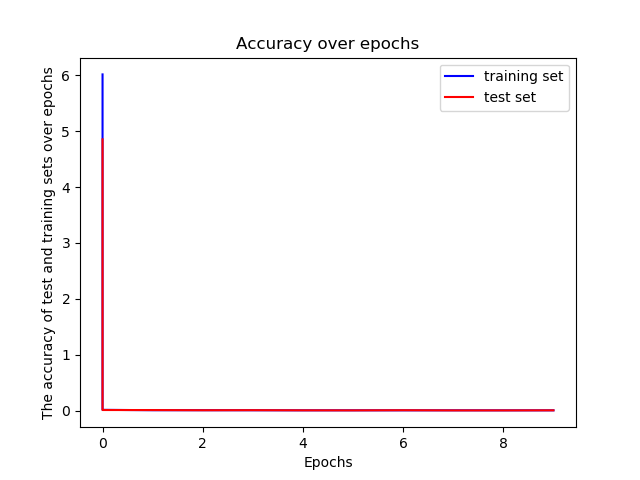 Accuracy over epochs
training set
test set
The accuracy of test and training sets over epochs
6
5
4
3
2
1
0
0 2 4 6 8
Epochs